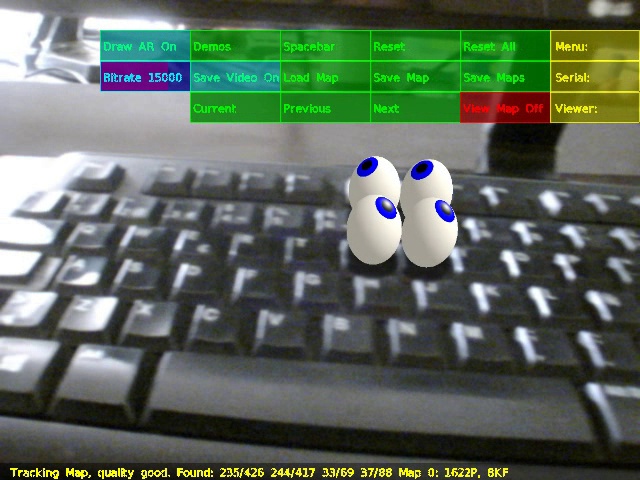 Draw AR On Demos Spacebar Reset Reset All Menu:
Bitrate 15000 Save Video On Load Map Save Map Save Maps Serial:
Current Previous Next View Map Off Viewer:
Z X C V B N
Tracking Map, quality good. Found: 235/426 244/417 33/69 37/88 Map 0: 1622P, 8KF